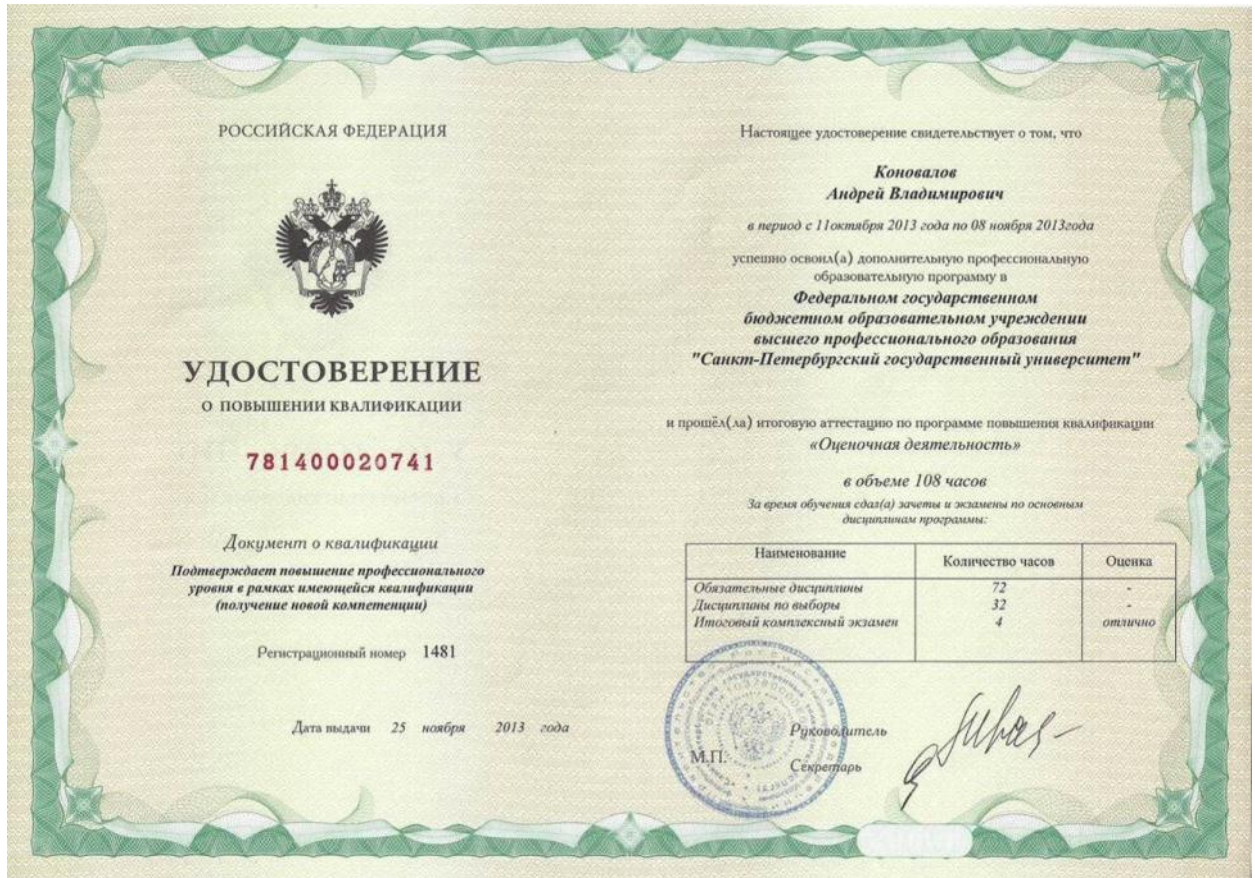 РОССИЙСКАЯ ФЕДЕРАЦИЯ
УДОСТОВЕРЕНИЕ
О ПОВЫШЕНИИ КВАЛИФИКАЦИИ
781400020741
Документ о квалификации
Подтверждает повышение профессионального
уровня в рамках имеющейся квалификации
(получение новой компетенции)
Регистрационный номер 1481
Дата выдачи 25 ноября 2013 года
Настоящее удостоверение свидетельствует о том, что
Коновалов
Андрей Владимирович
в период с 11октября 2013 года по 08 ноября 2013года
успешно освоил(а) дополнительную профессиональную
образовательную программу в
Федеральном государственном
бюджетном образовательном учреждении
высшего профессионального образования
"Санкт-Петербургский государственный университет"
и прошёл(ла) итоговую аттестацию по программе повышения квалификации
«Оценочная деятельность»
в объеме 108 часов
За время обучения сдал(а) зачеты и экзамены по основным
дисциплинам программы:
Наименование Количество часов Оценка
Обязательные дисциплины 72 -
Дисциплины по выборы 32 -
Итоговый комплексный экзамен 4 отлично
Руководитель
М.П.
Секретарь